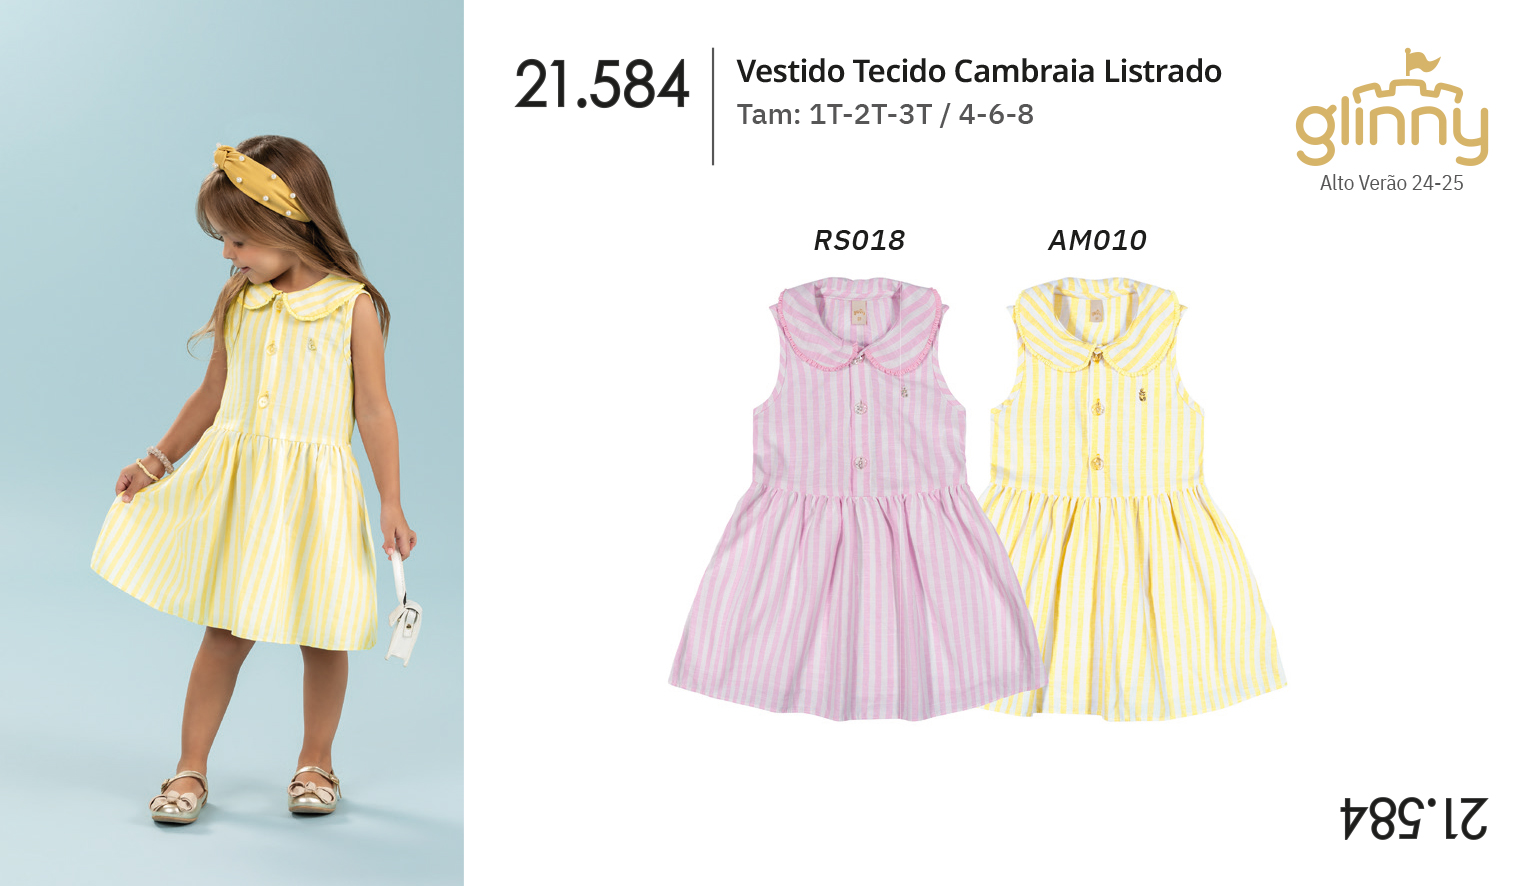 21.584
Vestido Tecido Cambraia Listrado
Tam: 1T-2T-3T / 4-6-8
glinny
Alto Verão 24-25
RS018
AM010
21.584